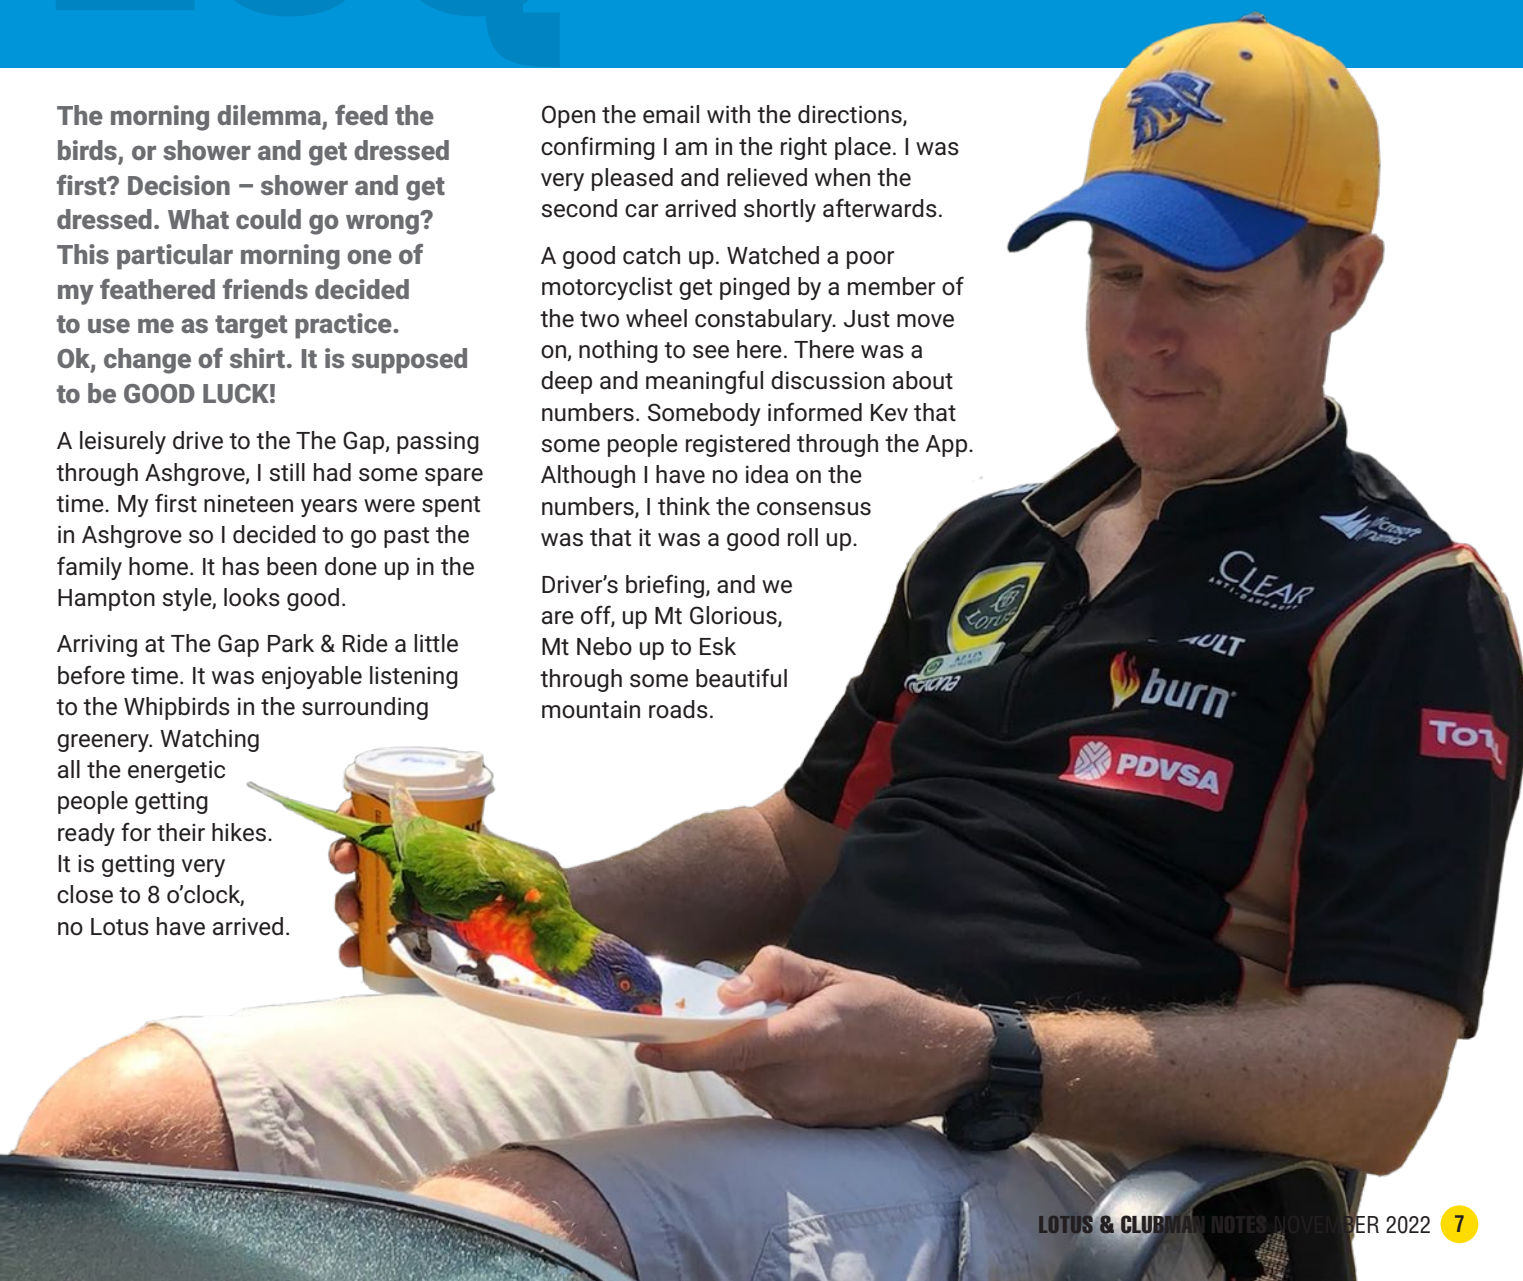 The morning dilemma, feed the
birds, or shower and get dressed
first? Decision – shower and get
dressed. What could go wrong?
This particular morning one of
my feathered friends decided
to use me as target practice.
Ok, change of shirt. It is supposed
to be GOOD LUCK!
A leisurely drive to the The Gap, passing
through Ashgrove, I still had some spare
time. My first nineteen years were spent
in Ashgrove so I decided to go past the
family home. It has been done up in the
Hampton style, looks good.
Arriving at The Gap Park & Ride a little
before time. It was enjoyable listening
to the Whipbirds in the surrounding
greenery. Watching
all the energetic
people getting
ready for their hikes.
It is getting very
close to 8 o’clock,
no Lotus have arrived.
Open the email with the directions,
confirming I am in the right place. I was
very pleased and relieved when the
second car arrived shortly afterwards.
A good catch up. Watched a poor
motorcyclist get pinged by a member of
the two wheel constabulary. Just move
on, nothing to see here. There was a
deep and meaningful discussion about
numbers. Somebody informed Kev that
some people registered through the App.
Although I have no idea on the
numbers, I think the consensus
was that it was a good roll up.
Driver’s briefing, and we
are off, up Mt Glorious,
Mt Nebo up to Esk
through some beautiful
mountain roads.
Microsoft
Dynamics
CLEAR
ANTI-DANDRUFF
LOTUS
KEVIN
AULT
burn
PDVSA
TOT
LOTUS & CLUBMAN NOTES NOVEMBER 2022 7